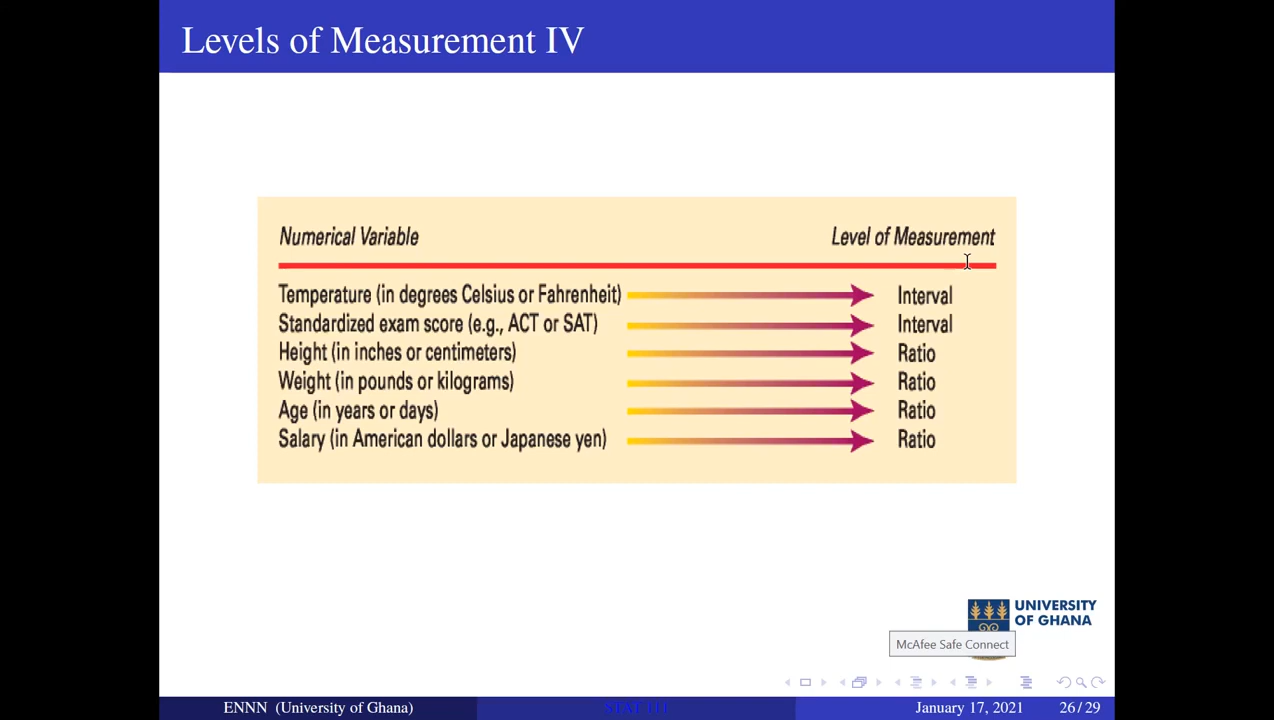 Levels of Measurement IV
Numerical Variable Level of Measurement
Temperature (in degrees Celsius or Fahrenheit) Interval
Standardized exam score (e.g., ACT or SAT) Interval
Height (in inches or centimeters) Ratio
Weight (in pounds or kilograms) Ratio
Age (in years or days) Ratio
Salary (in American dollars or Japanese yen) Ratio
UNIVERSITY
OF GHANA
McAfee Safe Connect
ENNN (University of Ghana) STAT 111 January 17, 2021 26/29